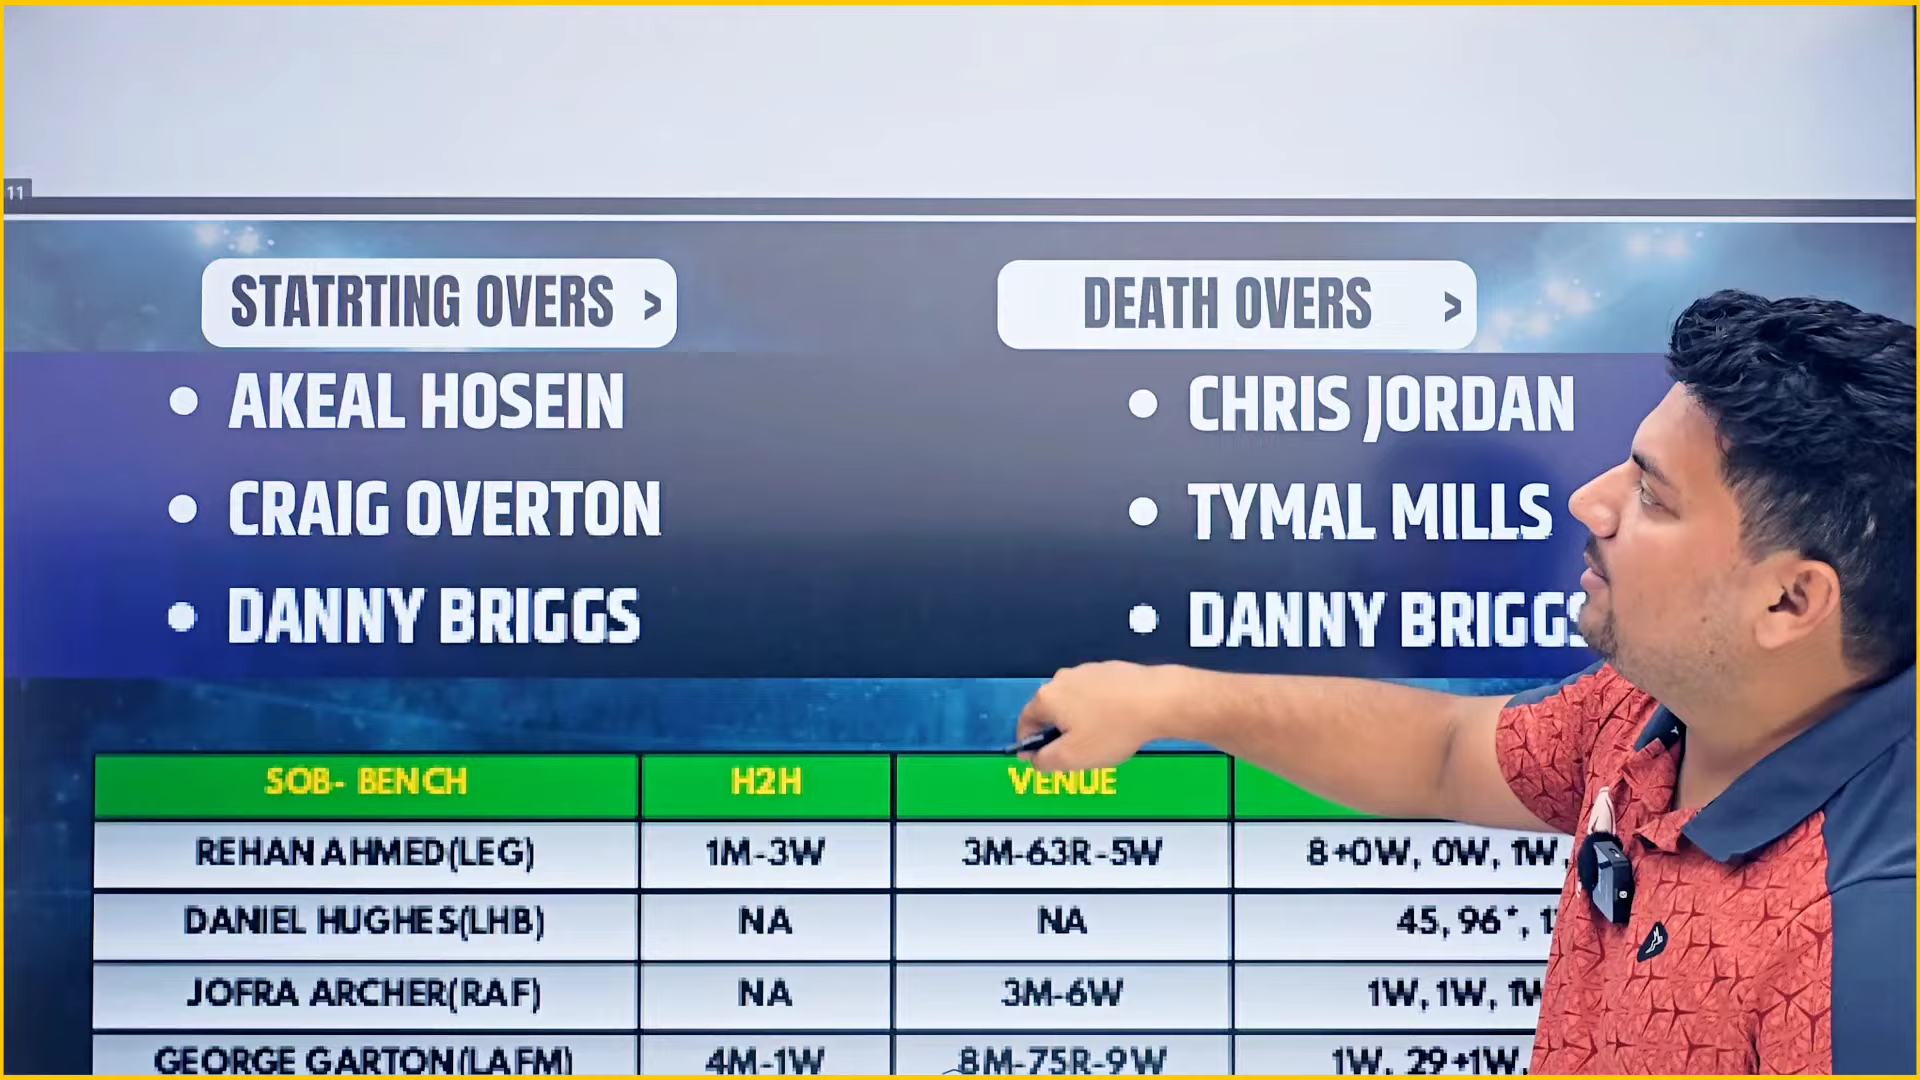 11
STATRTING OVERS >
DEATH OVERS >
• AKEAL HOSEIN
• CRAIG OVERTON
• DANNY BRIGGS
• CHRIS JORDAN
• TYMAL MILLS
• DANNY BRIGGS
SOB- BENCH H2H VENUE
REHAN AHMED(LEG) 1M-3W 3M-63R-5W 8+0W, 0W, 1W,
DANIEL HUGHES(LHB) NA NA 45, 96*,
JOFRA ARCHER(RAF) NA 3M-6W 1W, 1W,
GEORGE GARTON(LAFM) 4M-1W 8M-75R-9W 1W, 29+1W,